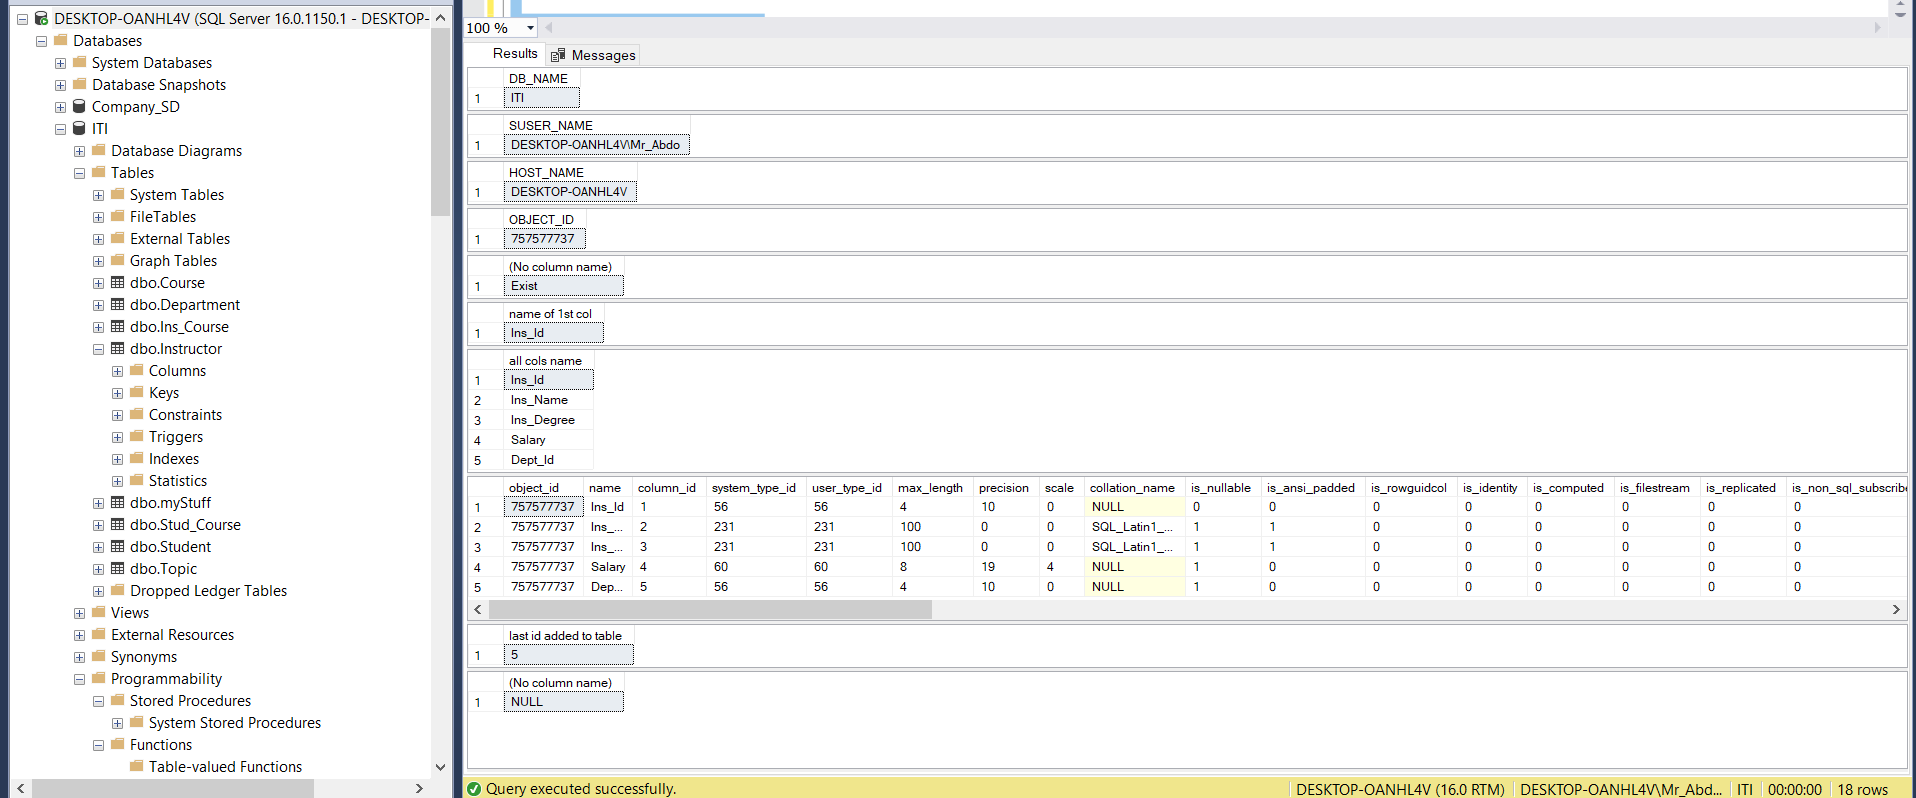 DESKTOP-OANHL4V (SQL Server 16.0.1150.1 - DESKTOP-
Databases
System Databases
Database Snapshots
Company_SD
ITI
Database Diagrams
Tables
System Tables
FileTables
External Tables
Graph Tables
dbo.Course
dbo.Department
dbo.Ins_Course
dbo.Instructor
Columns
Keys
Constraints
Triggers
Indexes
Statistics
dbo.myStuff
dbo.Stud_Course
dbo.Student
dbo.Topic
Dropped Ledger Tables
Views
External Resources
Synonyms
Programmability
Stored Procedures
System Stored Procedures
Functions
Table-valued Functions
100 %
Results Messages
DB_NAME
1 ITI
SUSER_NAME
1 DESKTOP-OANHL4V\Mr_Abdo
HOST_NAME
1 DESKTOP-OANHL4V
OBJECT_ID
1 757577737
(No column name)
1 Exist
name of 1st col
1 Ins_Id
all cols name
1 Ins_Id
2 Ins_Name
3 Ins_Degree
4 Salary
5 Dept_Id
object_id name column_id system_type_id user_type_id max_length precision scale collation_name is_nullable is_ansi_padded is_rowguidcol is_identity is_computed is_filestream is_replicated is_non_sql_subscribe
1 757577737 Ins_Id 1 56 56 4 10 0 NULL 0 0 0 0 0 0 0 0
2 757577737 Ins_... 2 231 231 100 0 0 SQL_Latin1_... 1 1 0 0 0 0 0 0
3 757577737 Ins_... 3 231 231 100 0 0 SQL_Latin1_... 1 1 0 0 0 0 0 0
4 757577737 Salary 4 60 60 8 19 4 NULL 1 0 0 0 0 0 0 0
5 757577737 Dep... 5 56 56 4 10 0 NULL 1 0 0 0 0 0 0 0
last id added to table
1 5
(No column name)
1 NULL
Query executed successfully. DESKTOP-OANHL4V (16.0 RTM) DESKTOP-OANHL4V\Mr_Abd... ITI 00:00:00 18 rows